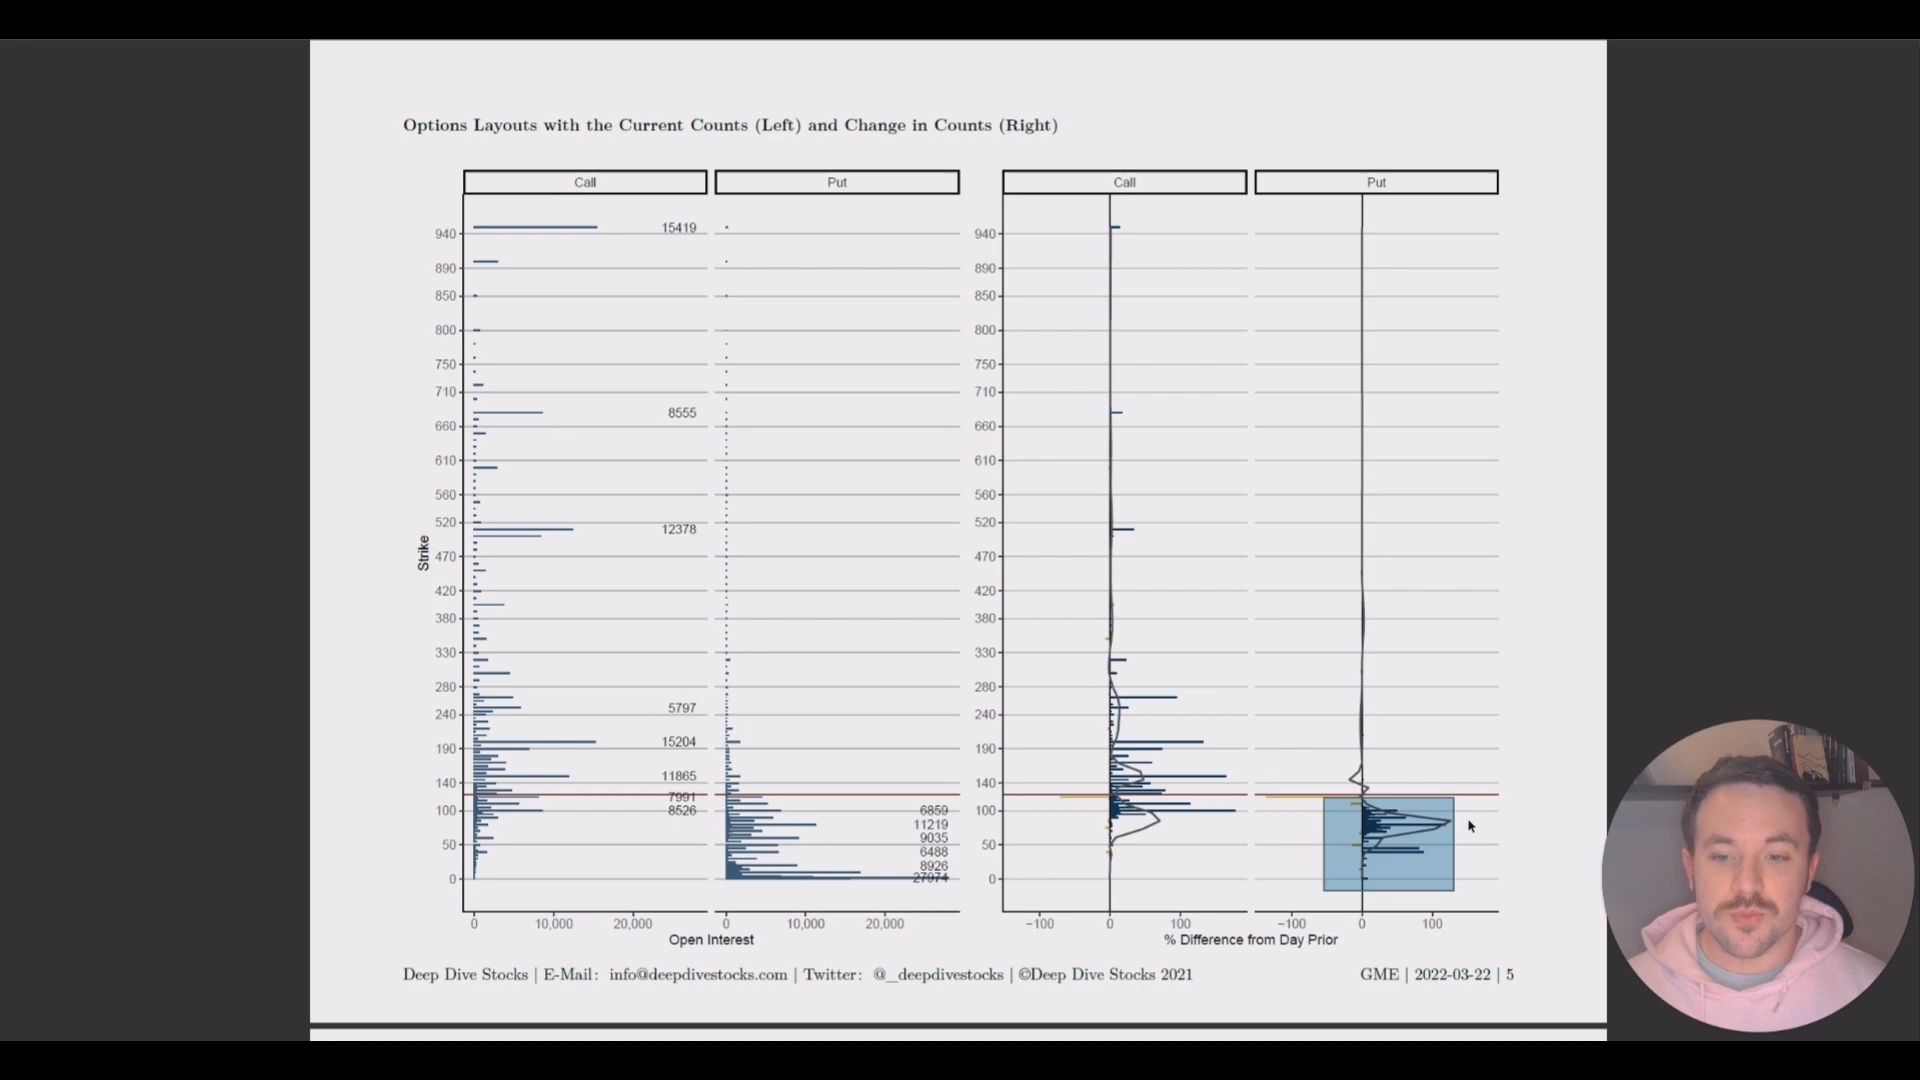 Options Layouts with the Current Counts (Left) and Change in Counts (Right)
Call Put Call Put
940 15419 940
890 890
850 850
800 800
750 750
710 710
8555
660 660
610 610
560 560
520 12378 520
Strike
470 470
420 420
380 380
330 330
280 280
240 5797 240
190 15204 190
140 11865 140
7991
100 8526 6859 100
11219
9035
50 6488 50
8926
0 27974 0
0 10,000 20,000 0 10,000 20,000 −100 0 100 −100 0 100
Open Interest % Difference from Day Prior
Deep Dive Stocks | E-Mail: info@deepdivestocks.com | Twitter: @_deepdivestocks | ©Deep Dive Stocks 2021 GME | 2022-03-22 | 5